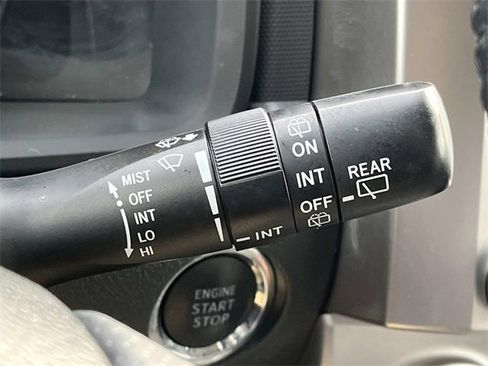 MIST
OFF
INT
LO
HI
INT
ON
INT
OFF
REAR
ENGINE
START
STOP